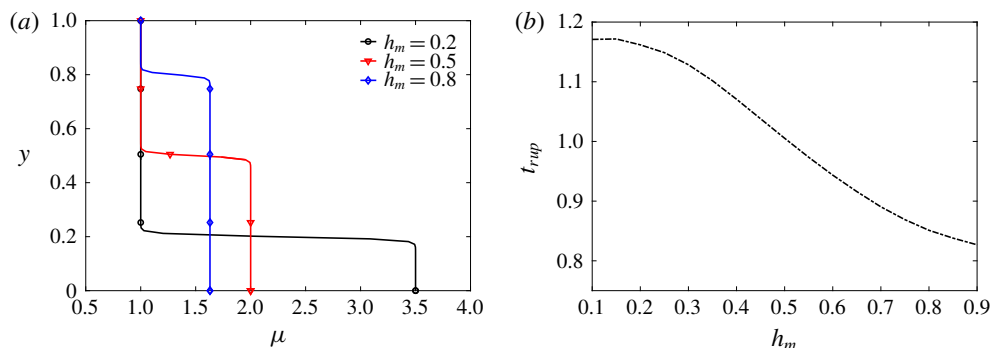 (a)
1.0
0.8
0.6
0.4
0.2
0
y
0.5 1.0 1.5 2.0 2.5 3.0 3.5 4.0
μ
h_m = 0.2
h_m = 0.5
h_m = 0.8
(b)
1.2
1.1
1.0
0.9
0.8
t_rup
0.1 0.2 0.3 0.4 0.5 0.6 0.7 0.8 0.9
h_m